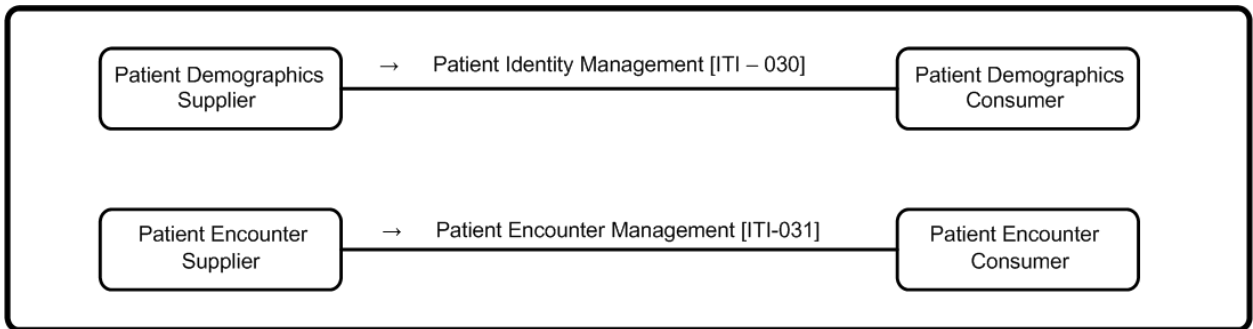 Patient Demographics
Supplier
→ Patient Identity Management [ITI – 030]
Patient Demographics
Consumer
Patient Encounter
Supplier
→ Patient Encounter Management [ITI-031]
Patient Encounter
Consumer